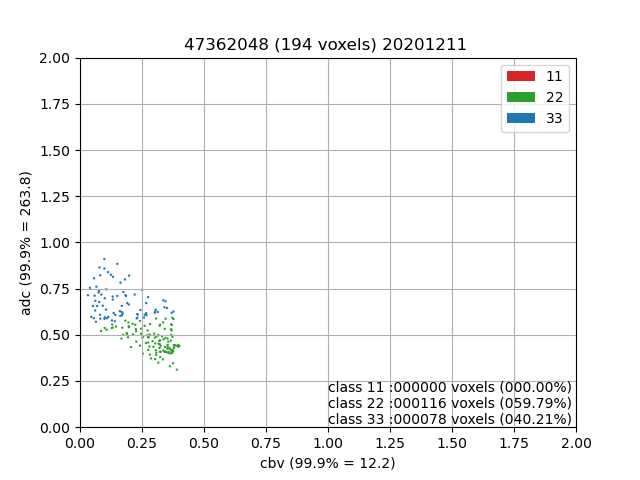 47362048 (194 voxels) 20201211
2.00
1.75
1.50
1.25
1.00
0.75
0.50
0.25
0.00
adc (99.9% = 263.8)
11
22
33
class 11 :000000 voxels (000.00%)
class 22 :000116 voxels (059.79%)
class 33 :000078 voxels (040.21%)
0.00 0.25 0.50 0.75 1.00 1.25 1.50 1.75 2.00
cbv (99.9% = 12.2)